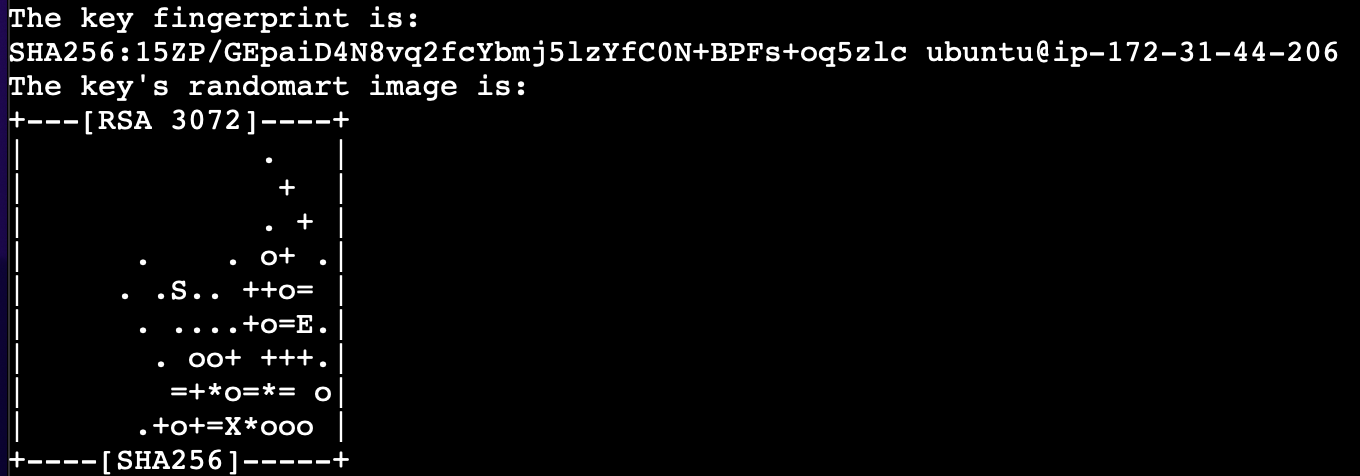 The key fingerprint is:
SHA256:15ZP/GEpaiD4N8vq2fcYbmj5lzYfC0N+BPFs+oq5zlc ubuntu@ip-172-31-44-206
The key's randomart image is:
+---[RSA 3072]----+
|             .   |
|              +  |
|             . + |
|      .    . o+ .|
|     . .S.. ++o= |
|      . ....+o=E.|
|       . oo+ +++.|
|        =+*o=*= o|
|      .+o+=X*ooo |
+----[SHA256]-----+